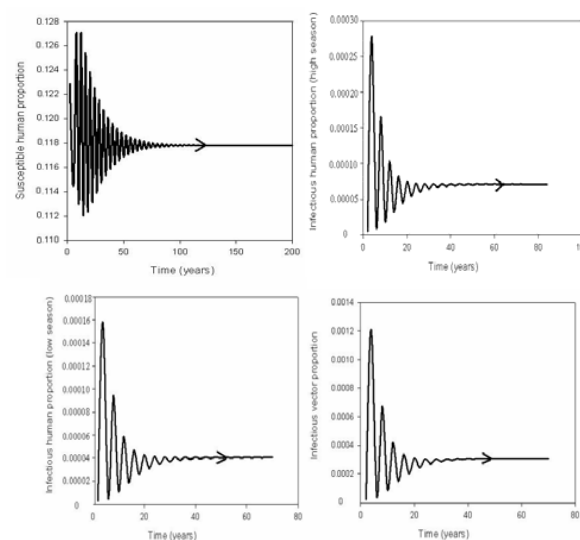 0.128
0.126
0.124
0.122
0.120
0.118
0.116
0.114
0.112
0.110
Susceptible human proportion
0 50 100 150 200
Time (years)
0.00030
0.00025
0.00020
0.00015
0.00010
0.00005
0
Infectious human proportion (high season)
0 20 40 60 80 100
Time (years)
0.00018
0.00016
0.00014
0.00012
0.00010
0.00008
0.00006
0.00004
0.00002
0
Infectious human proportion (low season)
0 20 40 60 80
Time (years)
0.0014
0.0012
0.0010
0.0008
0.0006
0.0004
0.0002
0
Infectious vector proportion
0 20 40 60 80
Time (years)